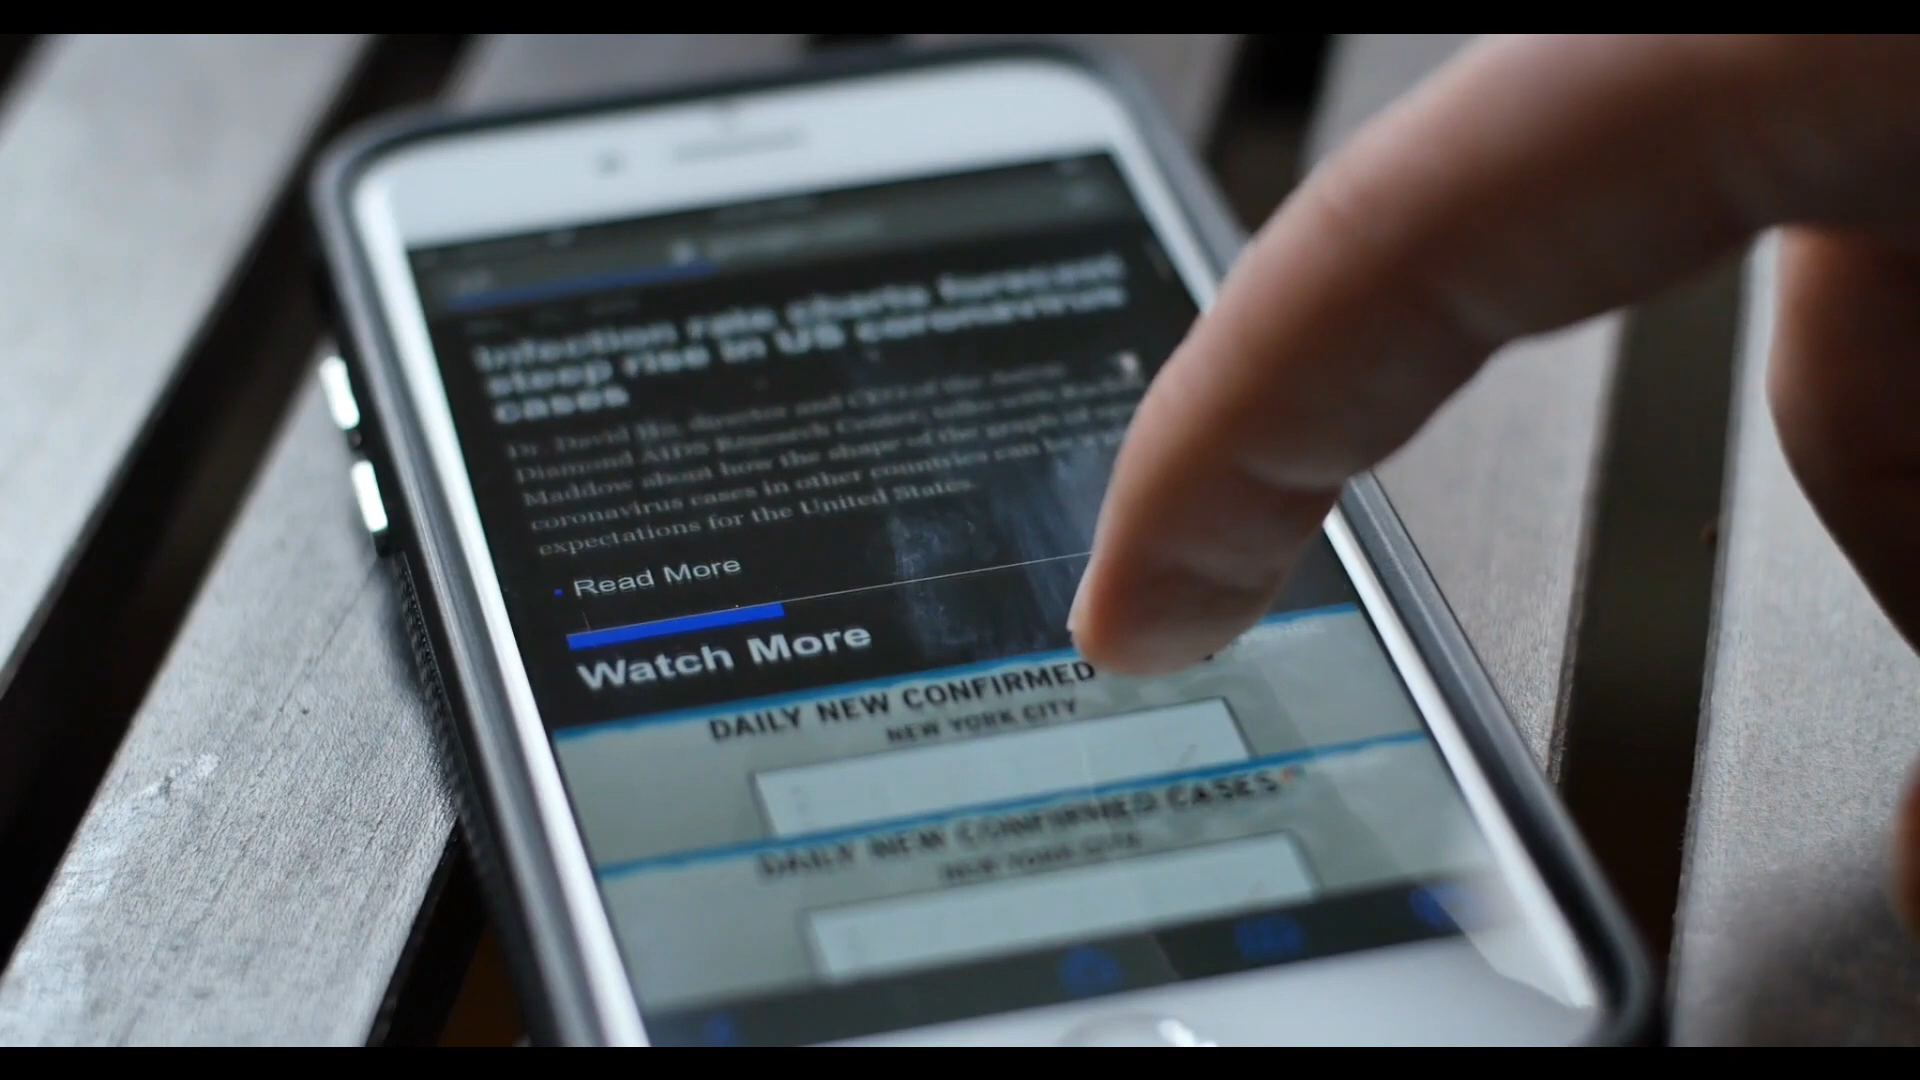 Infection rate charts forecast
steep rise in US coronavirus
cases
Dr. David Ho, director and CEO of the Aaron
Diamond AIDS Research Center, talks with Rachel
Maddow about how the shape of the graph of
coronavirus cases in other countries can be
expectations for the United States.
Read More
Watch More
DAILY NEW CONFIRMED
NEW YORK CITY
DAILY NEW CONFIRMED CASES
NEW YORK CITY